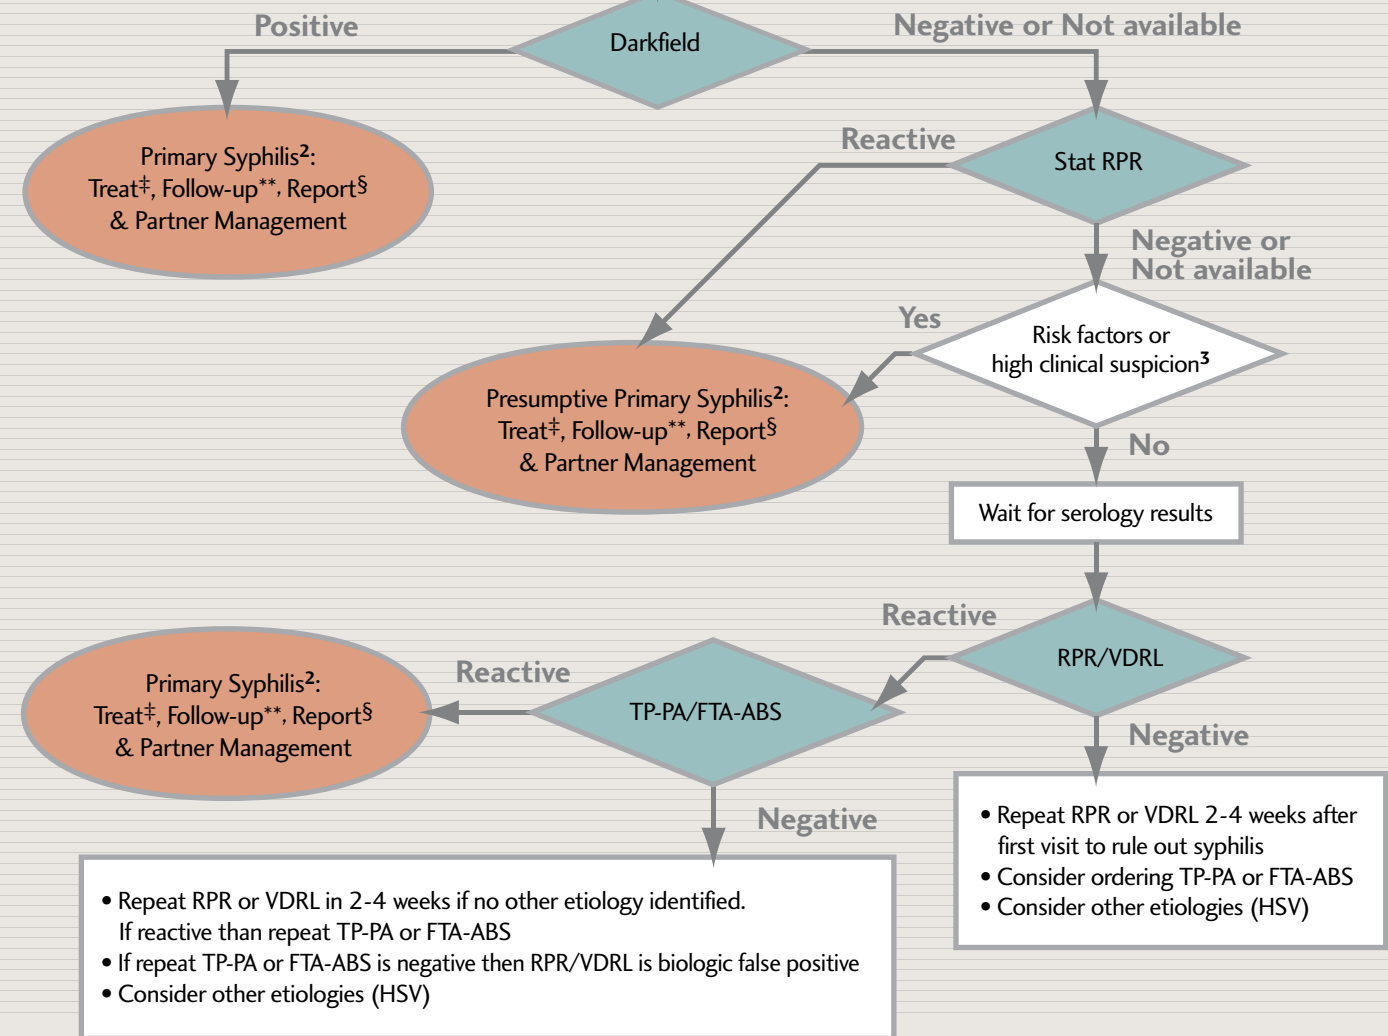 Positive
Darkfield
Negative or Not available
Primary Syphilis²:
Treat‡, Follow-up**, Report§
& Partner Management
Reactive
Stat RPR
Negative or
Not available
Yes
Risk factors or
high clinical suspicion³
Presumptive Primary Syphilis²:
Treat‡, Follow-up**, Report§
& Partner Management
No
Wait for serology results
Reactive
RPR/VDRL
Reactive
TP-PA/FTA-ABS
Primary Syphilis²:
Treat‡, Follow-up**, Report§
& Partner Management
Negative
• Repeat RPR or VDRL 2-4 weeks after
first visit to rule out syphilis
• Consider ordering TP-PA or FTA-ABS
• Consider other etiologies (HSV)
Negative
• Repeat RPR or VDRL in 2-4 weeks if no other etiology identified.
If reactive than repeat TP-PA or FTA-ABS
• If repeat TP-PA or FTA-ABS is negative then RPR/VDRL is biologic false positive
• Consider other etiologies (HSV)